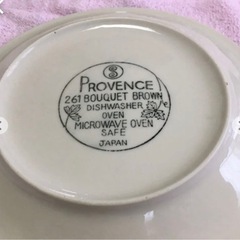 S
PROVENCE
261 BOUQUET BROWN
DISHWASHER
OVEN
MICROWAVE OVEN
SAFE
JAPAN